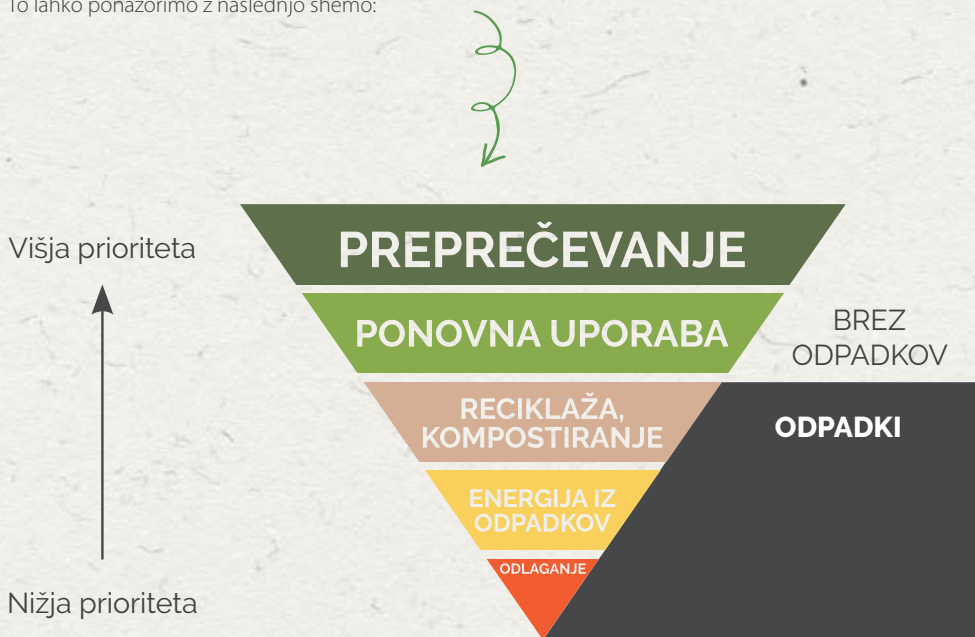 To lahko ponazorimo z naslednjo shemo:
Višja prioriteta
PREPREČEVANJE
PONOVNA UPORABA
BREZ
ODPADKOV
RECIKLAŽA,
KOMPOSTIRANJE
ODPADKI
ENERGIJA IZ
ODPADKOV
ODLAGANJE
Nižja prioriteta